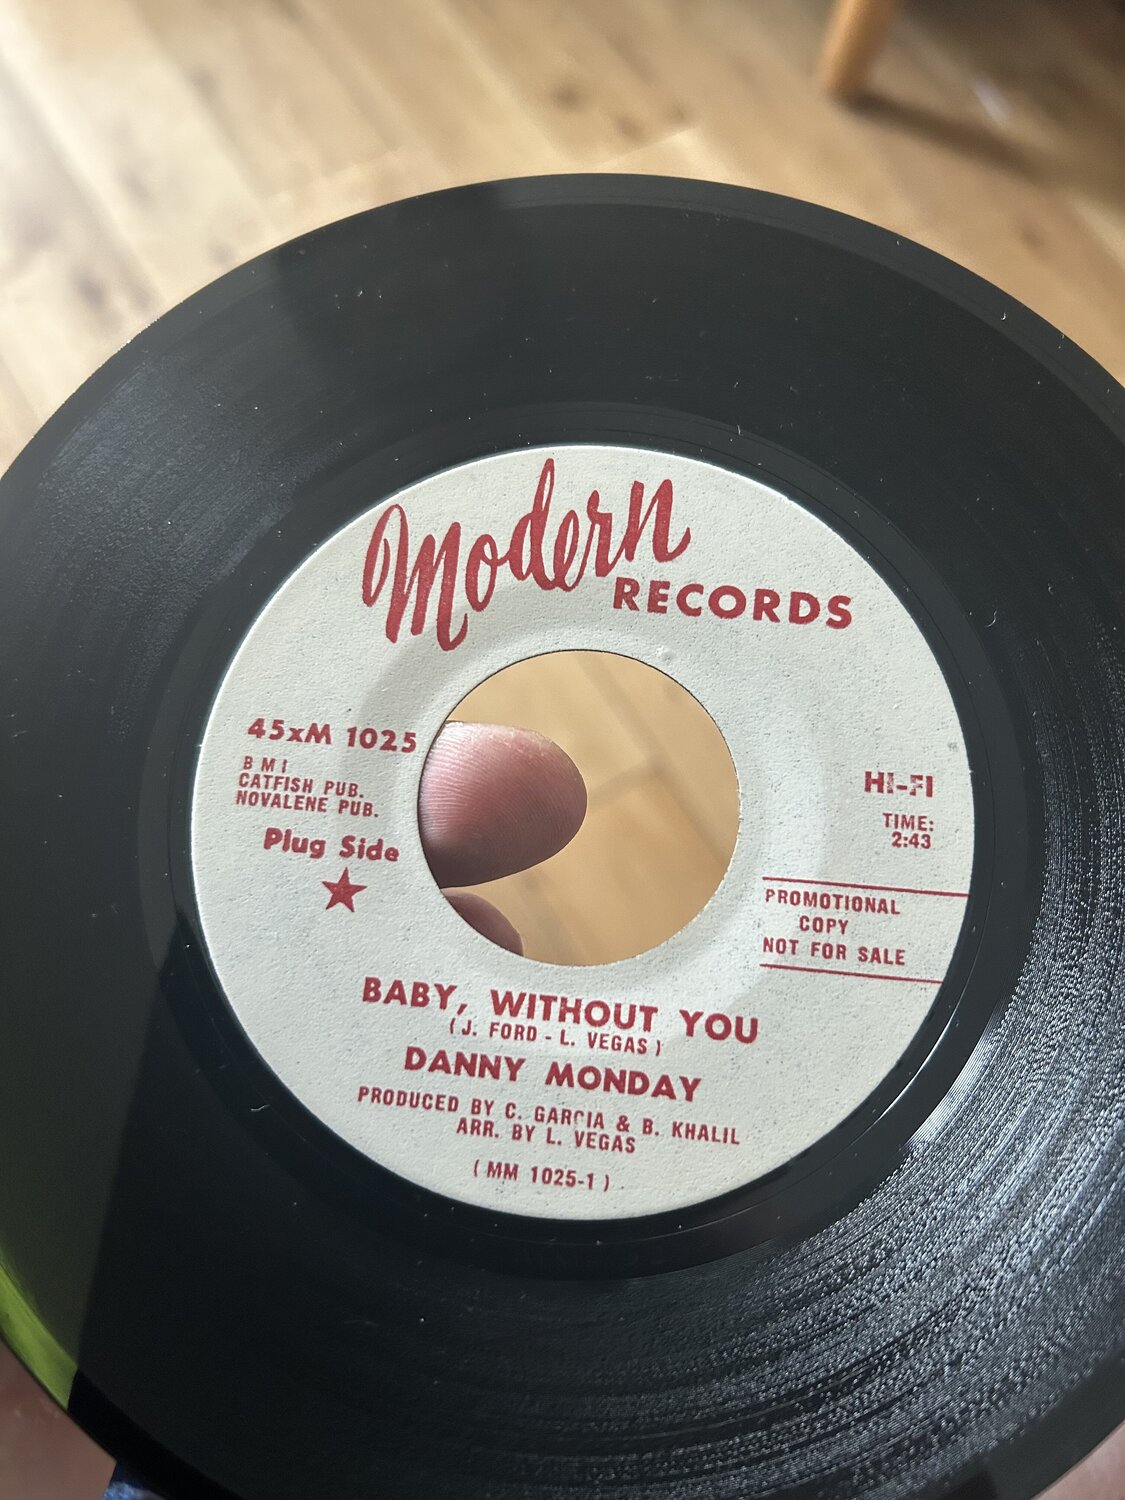 Modern
RECORDS
45xM 1025
BMI
CATFISH PUB.
NOVALENE PUB.
Plug Side
HI-FI
TIME:
2:43
PROMOTIONAL
COPY
NOT FOR SALE
BABY, WITHOUT YOU
(J. FORD - L. VEGAS)
DANNY MONDAY
PRODUCED BY C. GARCIA & B. KHALIL
ARR. BY L. VEGAS
(MM 1025-1)